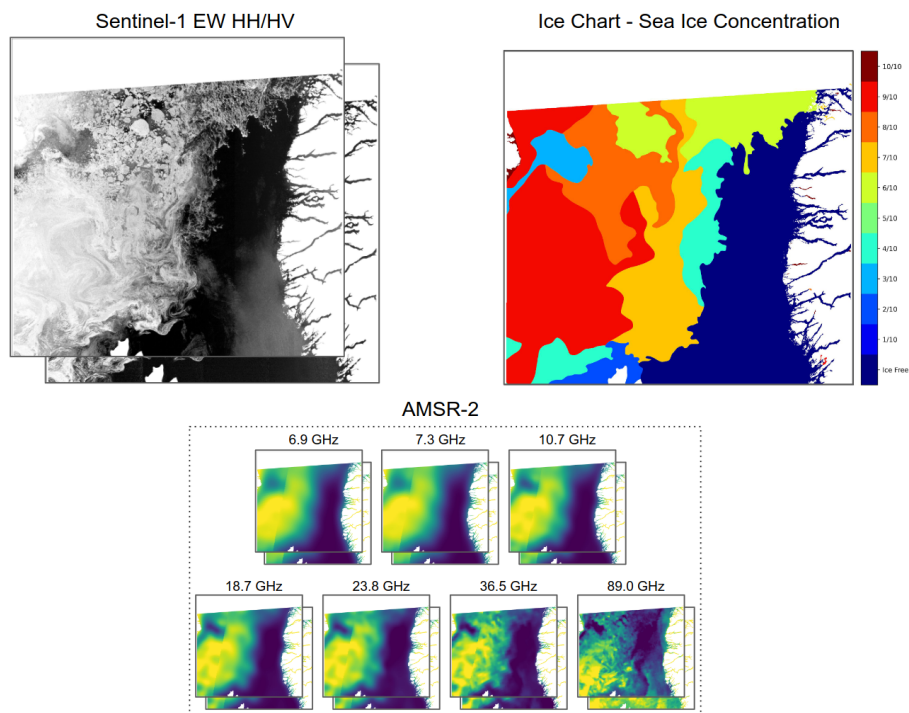 Sentinel-1 EW HH/HV
Ice Chart - Sea Ice Concentration
10/10
9/10
8/10
7/10
6/10
5/10
4/10
3/10
2/10
1/10
Ice Free
AMSR-2
6.9 GHz
7.3 GHz
10.7 GHz
18.7 GHz
23.8 GHz
36.5 GHz
89.0 GHz